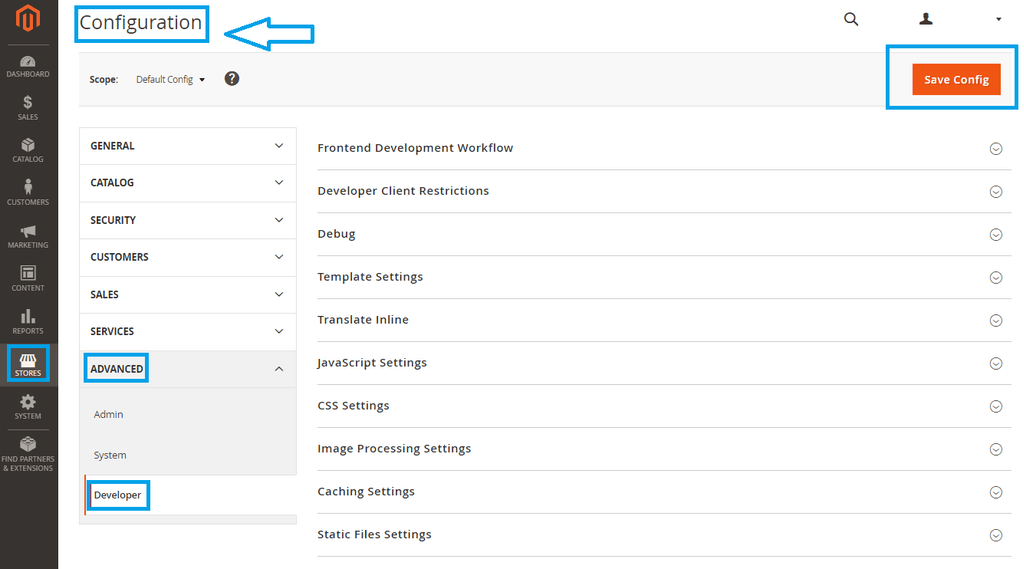 Configuration
Scope:
Default Config
?
Save Config
DASHBOARD
$
SALES
CATALOG
CUSTOMERS
MARKETING
CONTENT
REPORTS
STORES
SYSTEM
FIND PARTNERS
& EXTENSIONS
GENERAL
CATALOG
SECURITY
CUSTOMERS
SALES
SERVICES
ADVANCED
Admin
System
Developer
Frontend Development Workflow
Developer Client Restrictions
Debug
Template Settings
Translate Inline
JavaScript Settings
CSS Settings
Image Processing Settings
Caching Settings
Static Files Settings